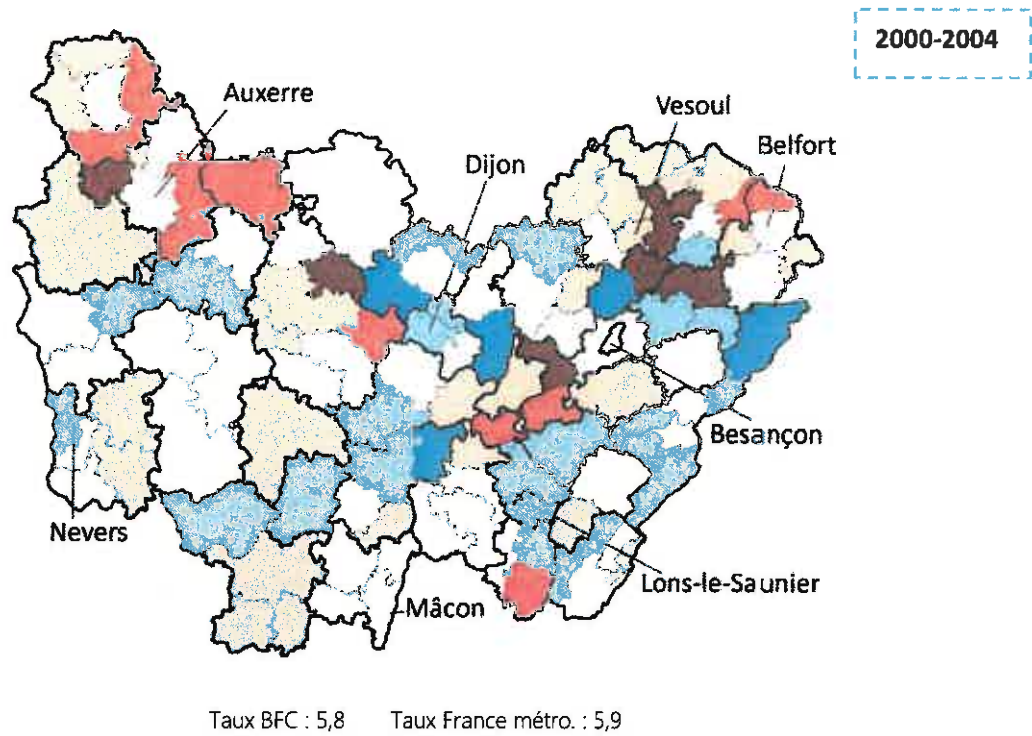 2000-2004
Auxerre
Vesoul
Belfort
Dijon
Besançon
Nevers
Lons-le-Saunier
Mâcon
Taux BFC : 5,8 Taux France métro. : 5,9